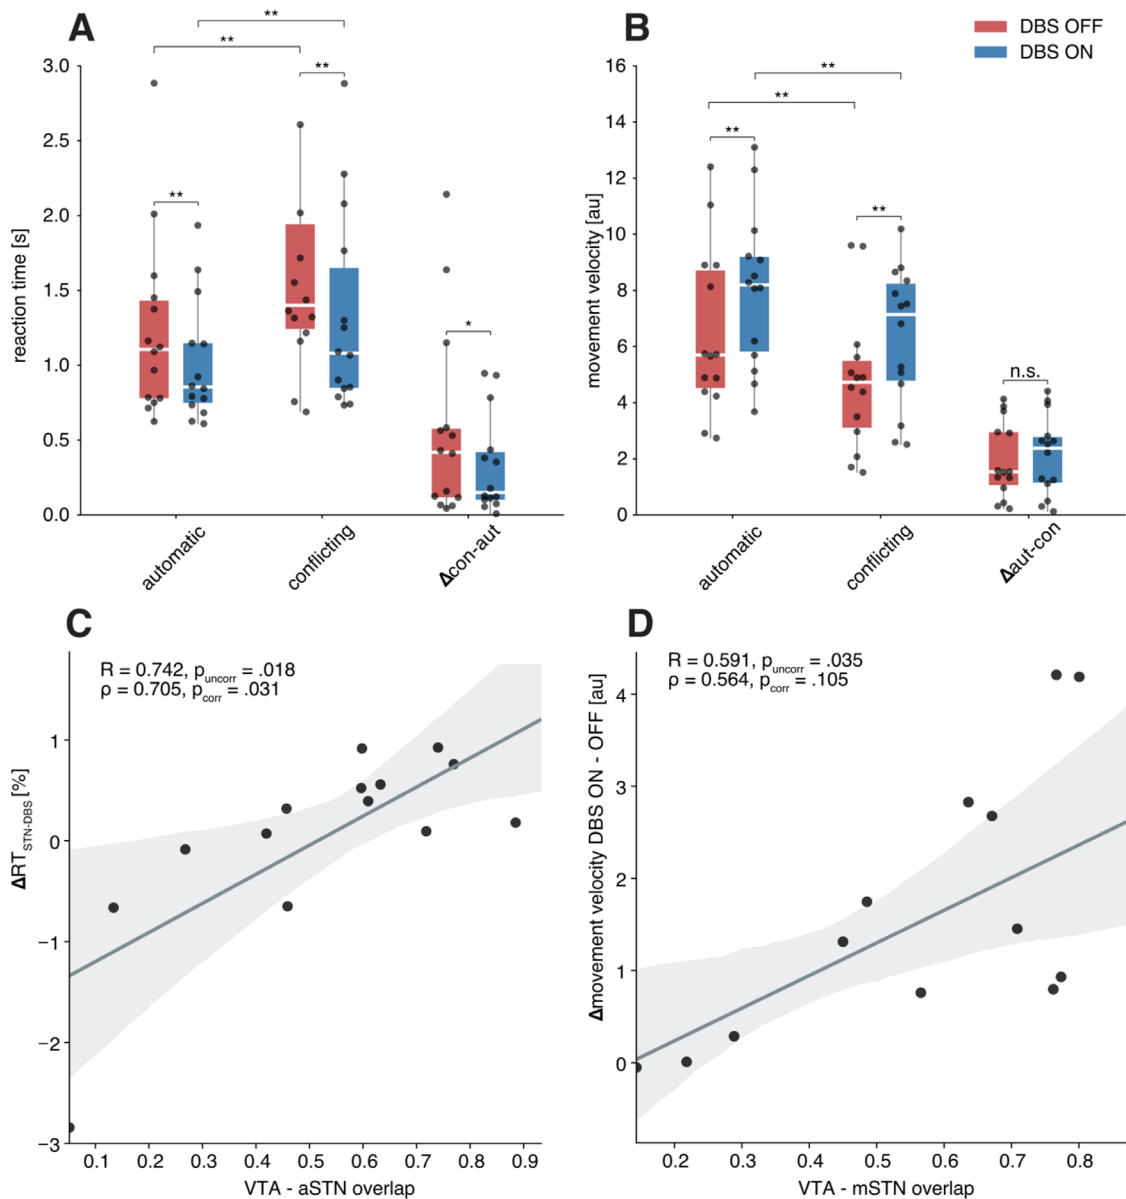 A
**
**
**
3.0
2.5
**
2.0
1.5
*
1.0
0.5
0.0
reaction time [s]
automatic
conflicting
Δcon-aut
B
DBS OFF
DBS ON
**
**
16
14
**
12
**
10
8
6
n.s.
4
2
0
movement velocity [au]
automatic
conflicting
Δaut-con
C
R = 0.742, puncorr = .018
ρ = 0.705, pcorr = .031
1
0
−1
−2
−3
ΔRTSTN-DBS [%]
0.1 0.2 0.3 0.4 0.5 0.6 0.7 0.8 0.9
VTA - aSTN overlap
D
R = 0.591, puncorr = .035
ρ = 0.564, pcorr = .105
4
3
2
1
0
Δmovement velocity DBS ON - OFF [au]
0.2 0.3 0.4 0.5 0.6 0.7 0.8
VTA - mSTN overlap